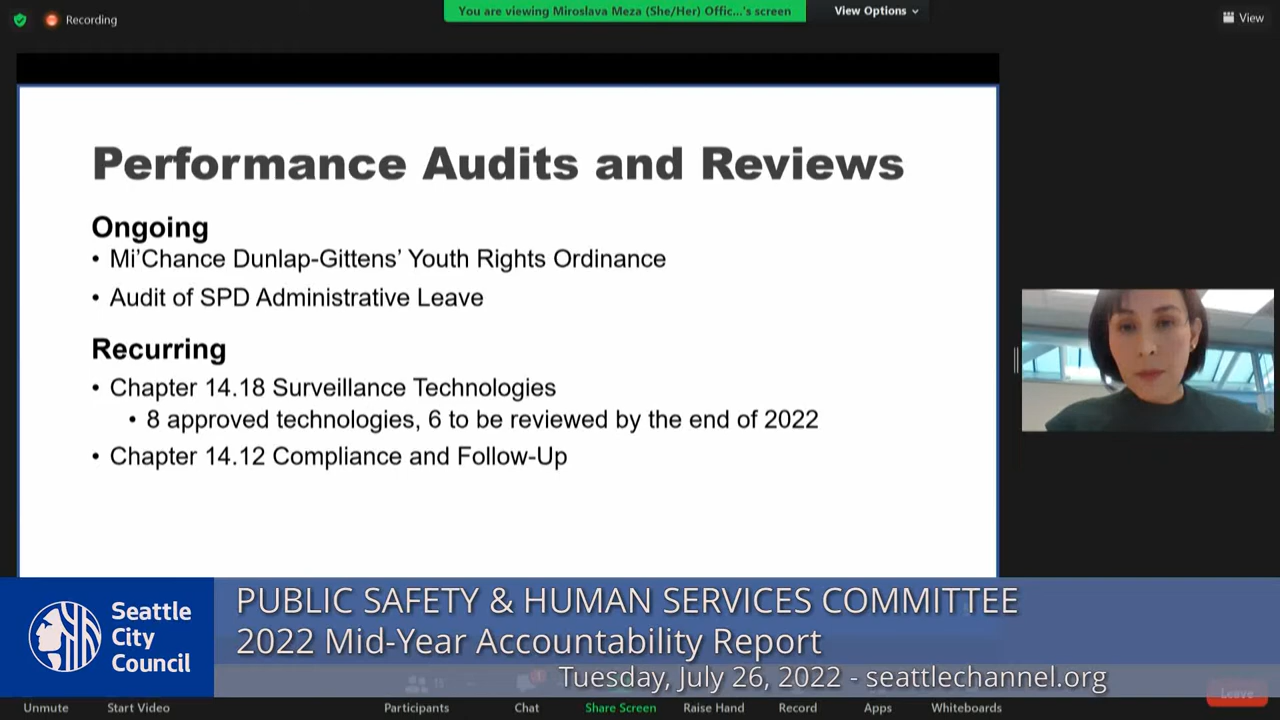 Recording
You are viewing Miroslava Meza (She/Her) Offic...'s screen
View Options
View
Performance Audits and Reviews
Ongoing
• Mi'Chance Dunlap-Gittens' Youth Rights Ordinance
• Audit of SPD Administrative Leave
Recurring
• Chapter 14.18 Surveillance Technologies
• 8 approved technologies, 6 to be reviewed by the end of 2022
• Chapter 14.12 Compliance and Follow-Up
Seattle
City
Council
PUBLIC SAFETY & HUMAN SERVICES COMMITTEE
2022 Mid-Year Accountability Report
Tuesday, July 26, 2022 - seattlechannel.org
Unmute
Start Video
Participants
Chat
Share Screen
Raise Hand
Record
Apps
Whiteboards
Leave